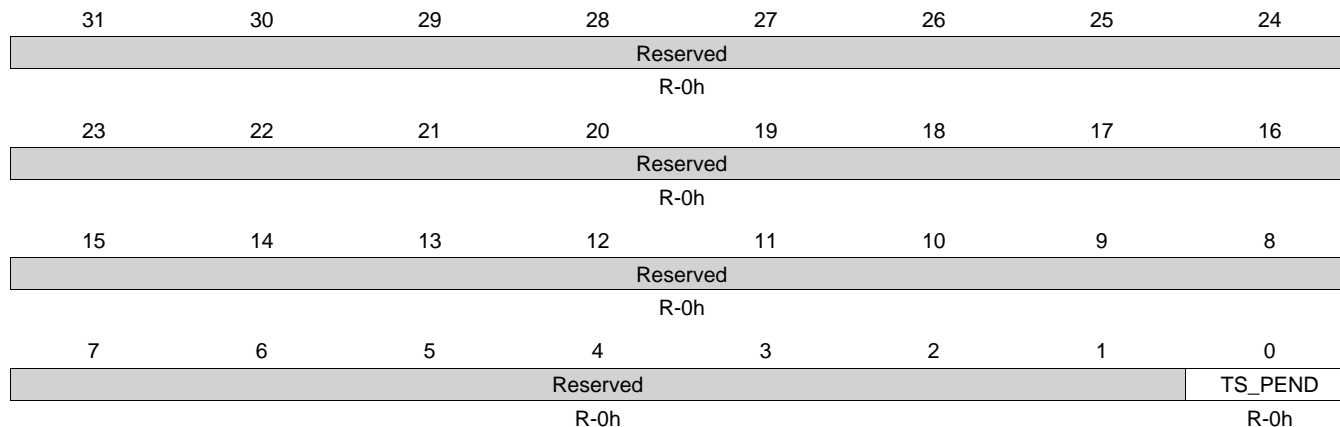 31 30 29 28 27 26 25 24
Reserved
R-0h
23 22 21 20 19 18 17 16
Reserved
R-0h
15 14 13 12 11 10 9 8
Reserved
R-0h
7 6 5 4 3 2 1 0
Reserved TS_PEND
R-0h R-0h